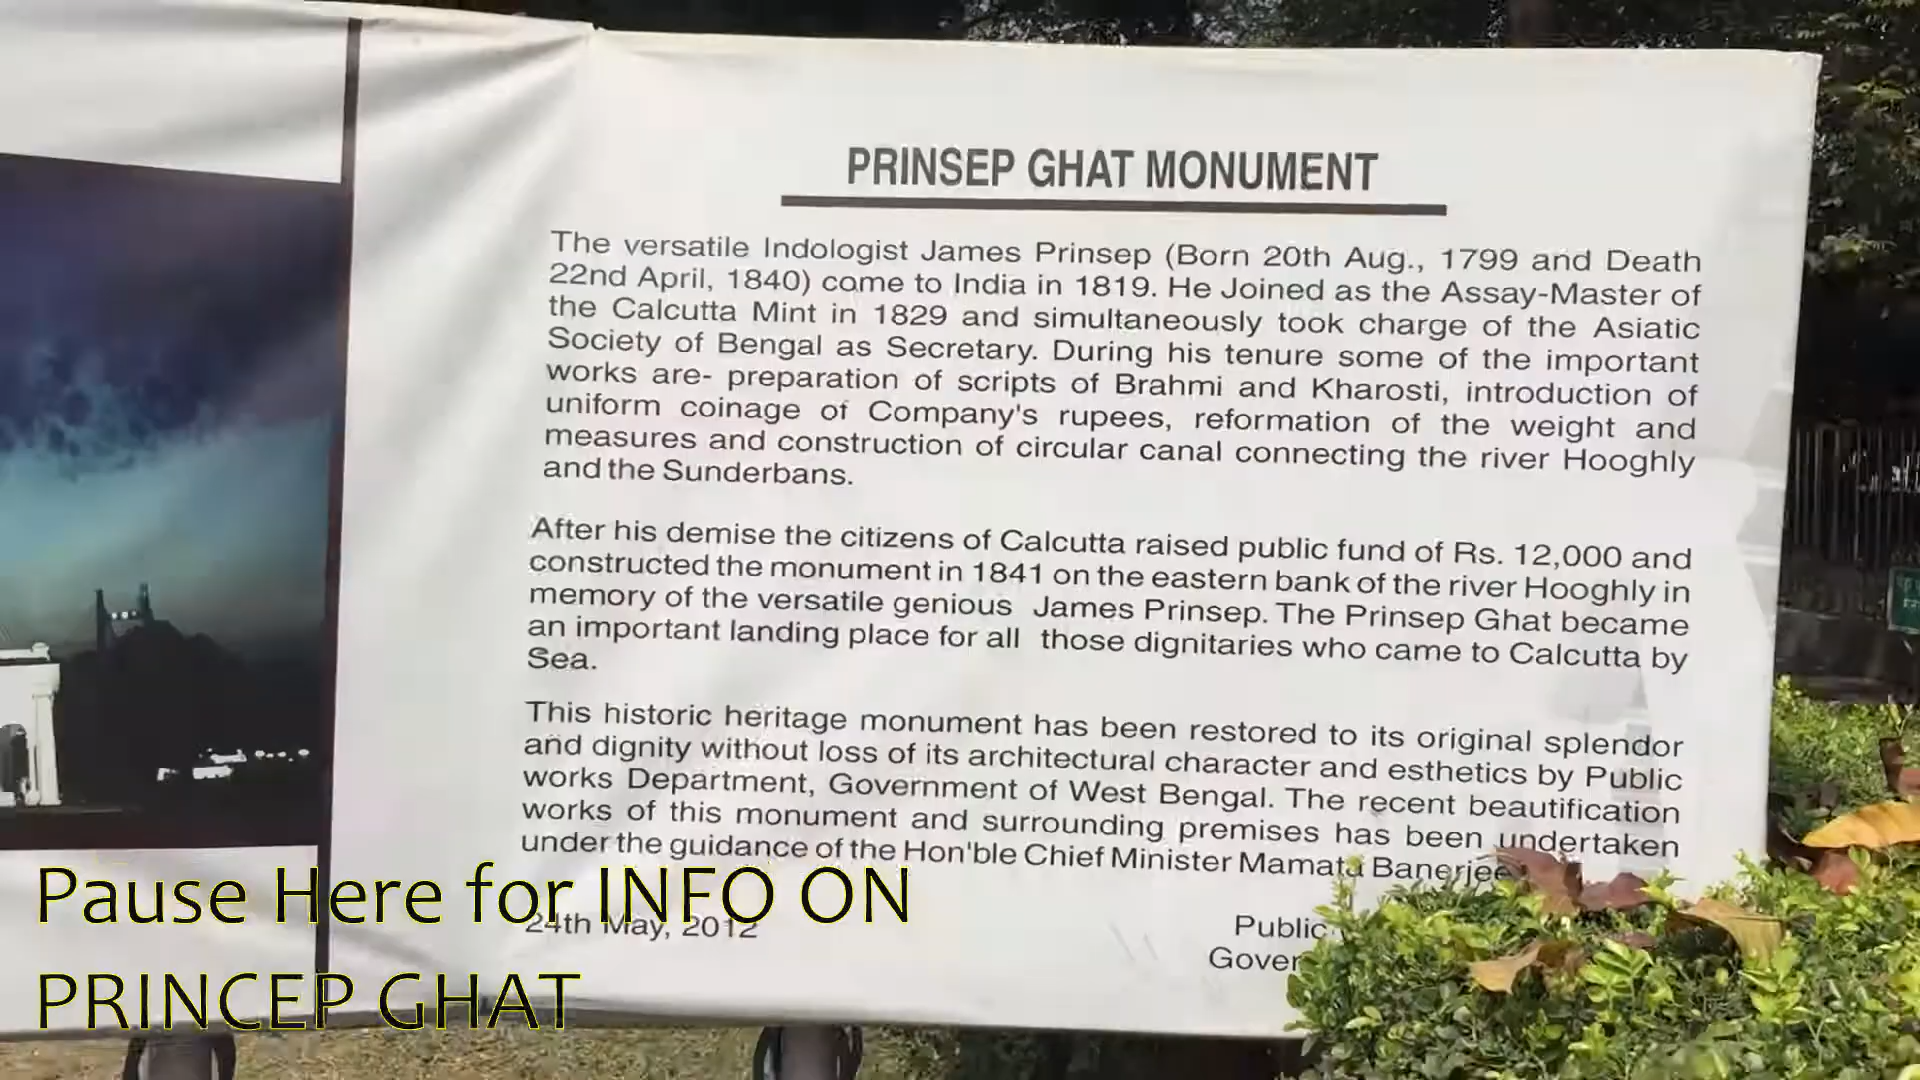 PRINSEP GHAT MONUMENT
The versatile Indologist James Prinsep (Born 20th Aug., 1799 and Death
22nd April, 1840) came to India in 1819. He Joined as the Assay-Master of
the Calcutta Mint in 1829 and simultaneously took charge of the Asiatic
Society of Bengal as Secretary. During his tenure some of the important
works are- preparation of scripts of Brahmi and Kharosti, introduction of
uniform coinage of Company's rupees, reformation of the weight and
measures and construction of circular canal connecting the river Hooghly
and the Sunderbans.
After his demise the citizens of Calcutta raised public fund of Rs. 12,000 and
constructed the monument in 1841 on the eastern bank of the river Hooghly in
memory of the versatile genious James Prinsep. The Prinsep Ghat became
an important landing place for all those dignitaries who came to Calcutta by
Sea.
This historic heritage monument has been restored to its original splendor
and dignity without loss of its architectural character and esthetics by Public
works Department, Government of West Bengal. The recent beautification
works of this monument and surrounding premises has been undertaken
under the guidance of the Hon'ble Chief Minister Mamata Banerjee
24th May, 2012
Public
Gover
Pause Here for INFO ON
PRINCEP GHAT